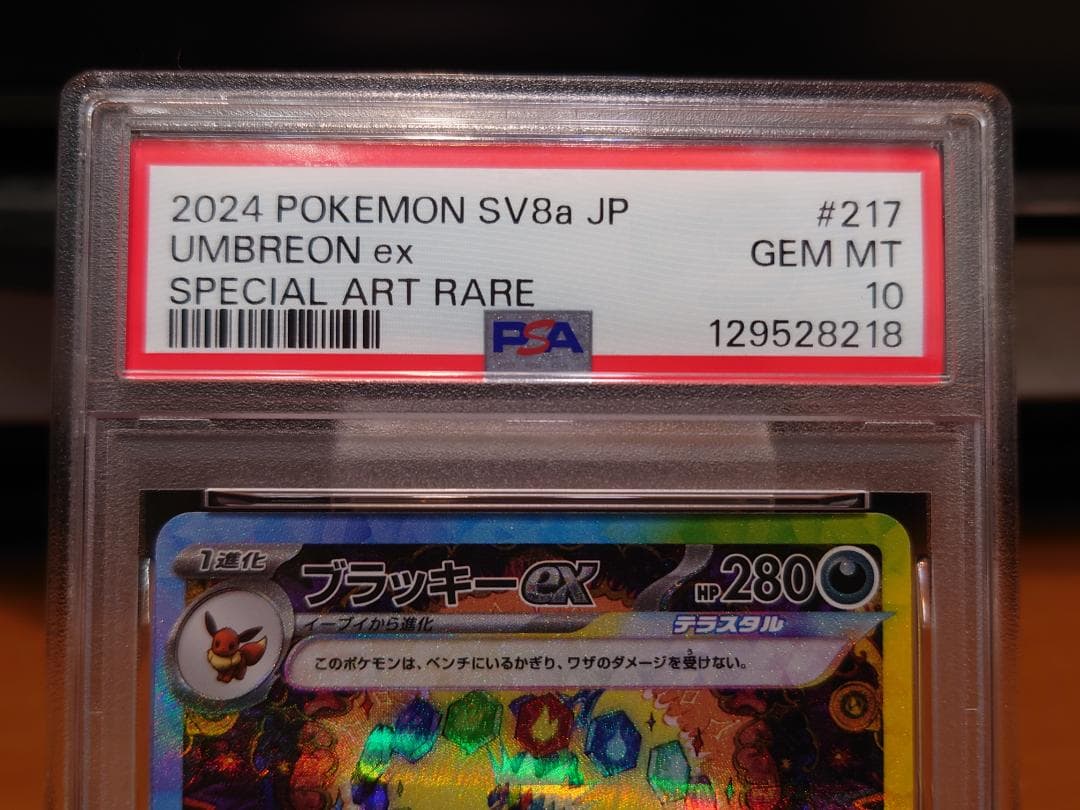 2024 POKEMON SV8a JP #217
UMBREON ex GEM MT
SPECIAL ART RARE 10
PSA 129528218
1進化 ブラッキーex HP280
イーブイから進化 テラスタル
このポケモンは、ベンチにいるかぎり、ワザのダメージを受けない。